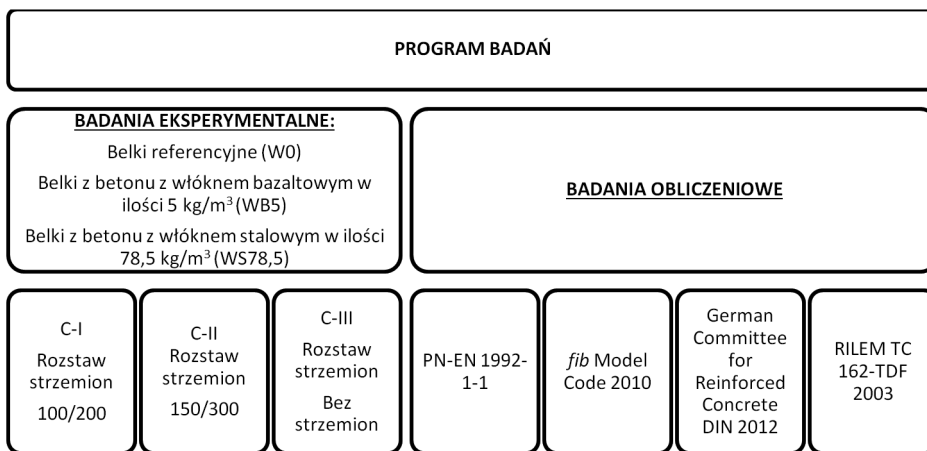 PROGRAM BADAŃ
BADANIA EKSPERYMENTALNE:
Belki referencyjne (W0)
Belki z betonu z włóknem bazaltowym w
ilości 5 kg/m³ (WB5)
Belki z betonu z włóknem stalowym w ilości
78,5 kg/m³ (WS78,5)
BADANIA OBLICZENIOWE
C-I
Rozstaw
strzemion
100/200
C-II
Rozstaw
strzemion
150/300
C-III
Rozstaw
strzemion
Bez
strzemion
PN-EN 1992-
1-1
fib Model
Code 2010
German
Committee
for
Reinforced
Concrete
DIN 2012
RILEM TC
162-TDF
2003